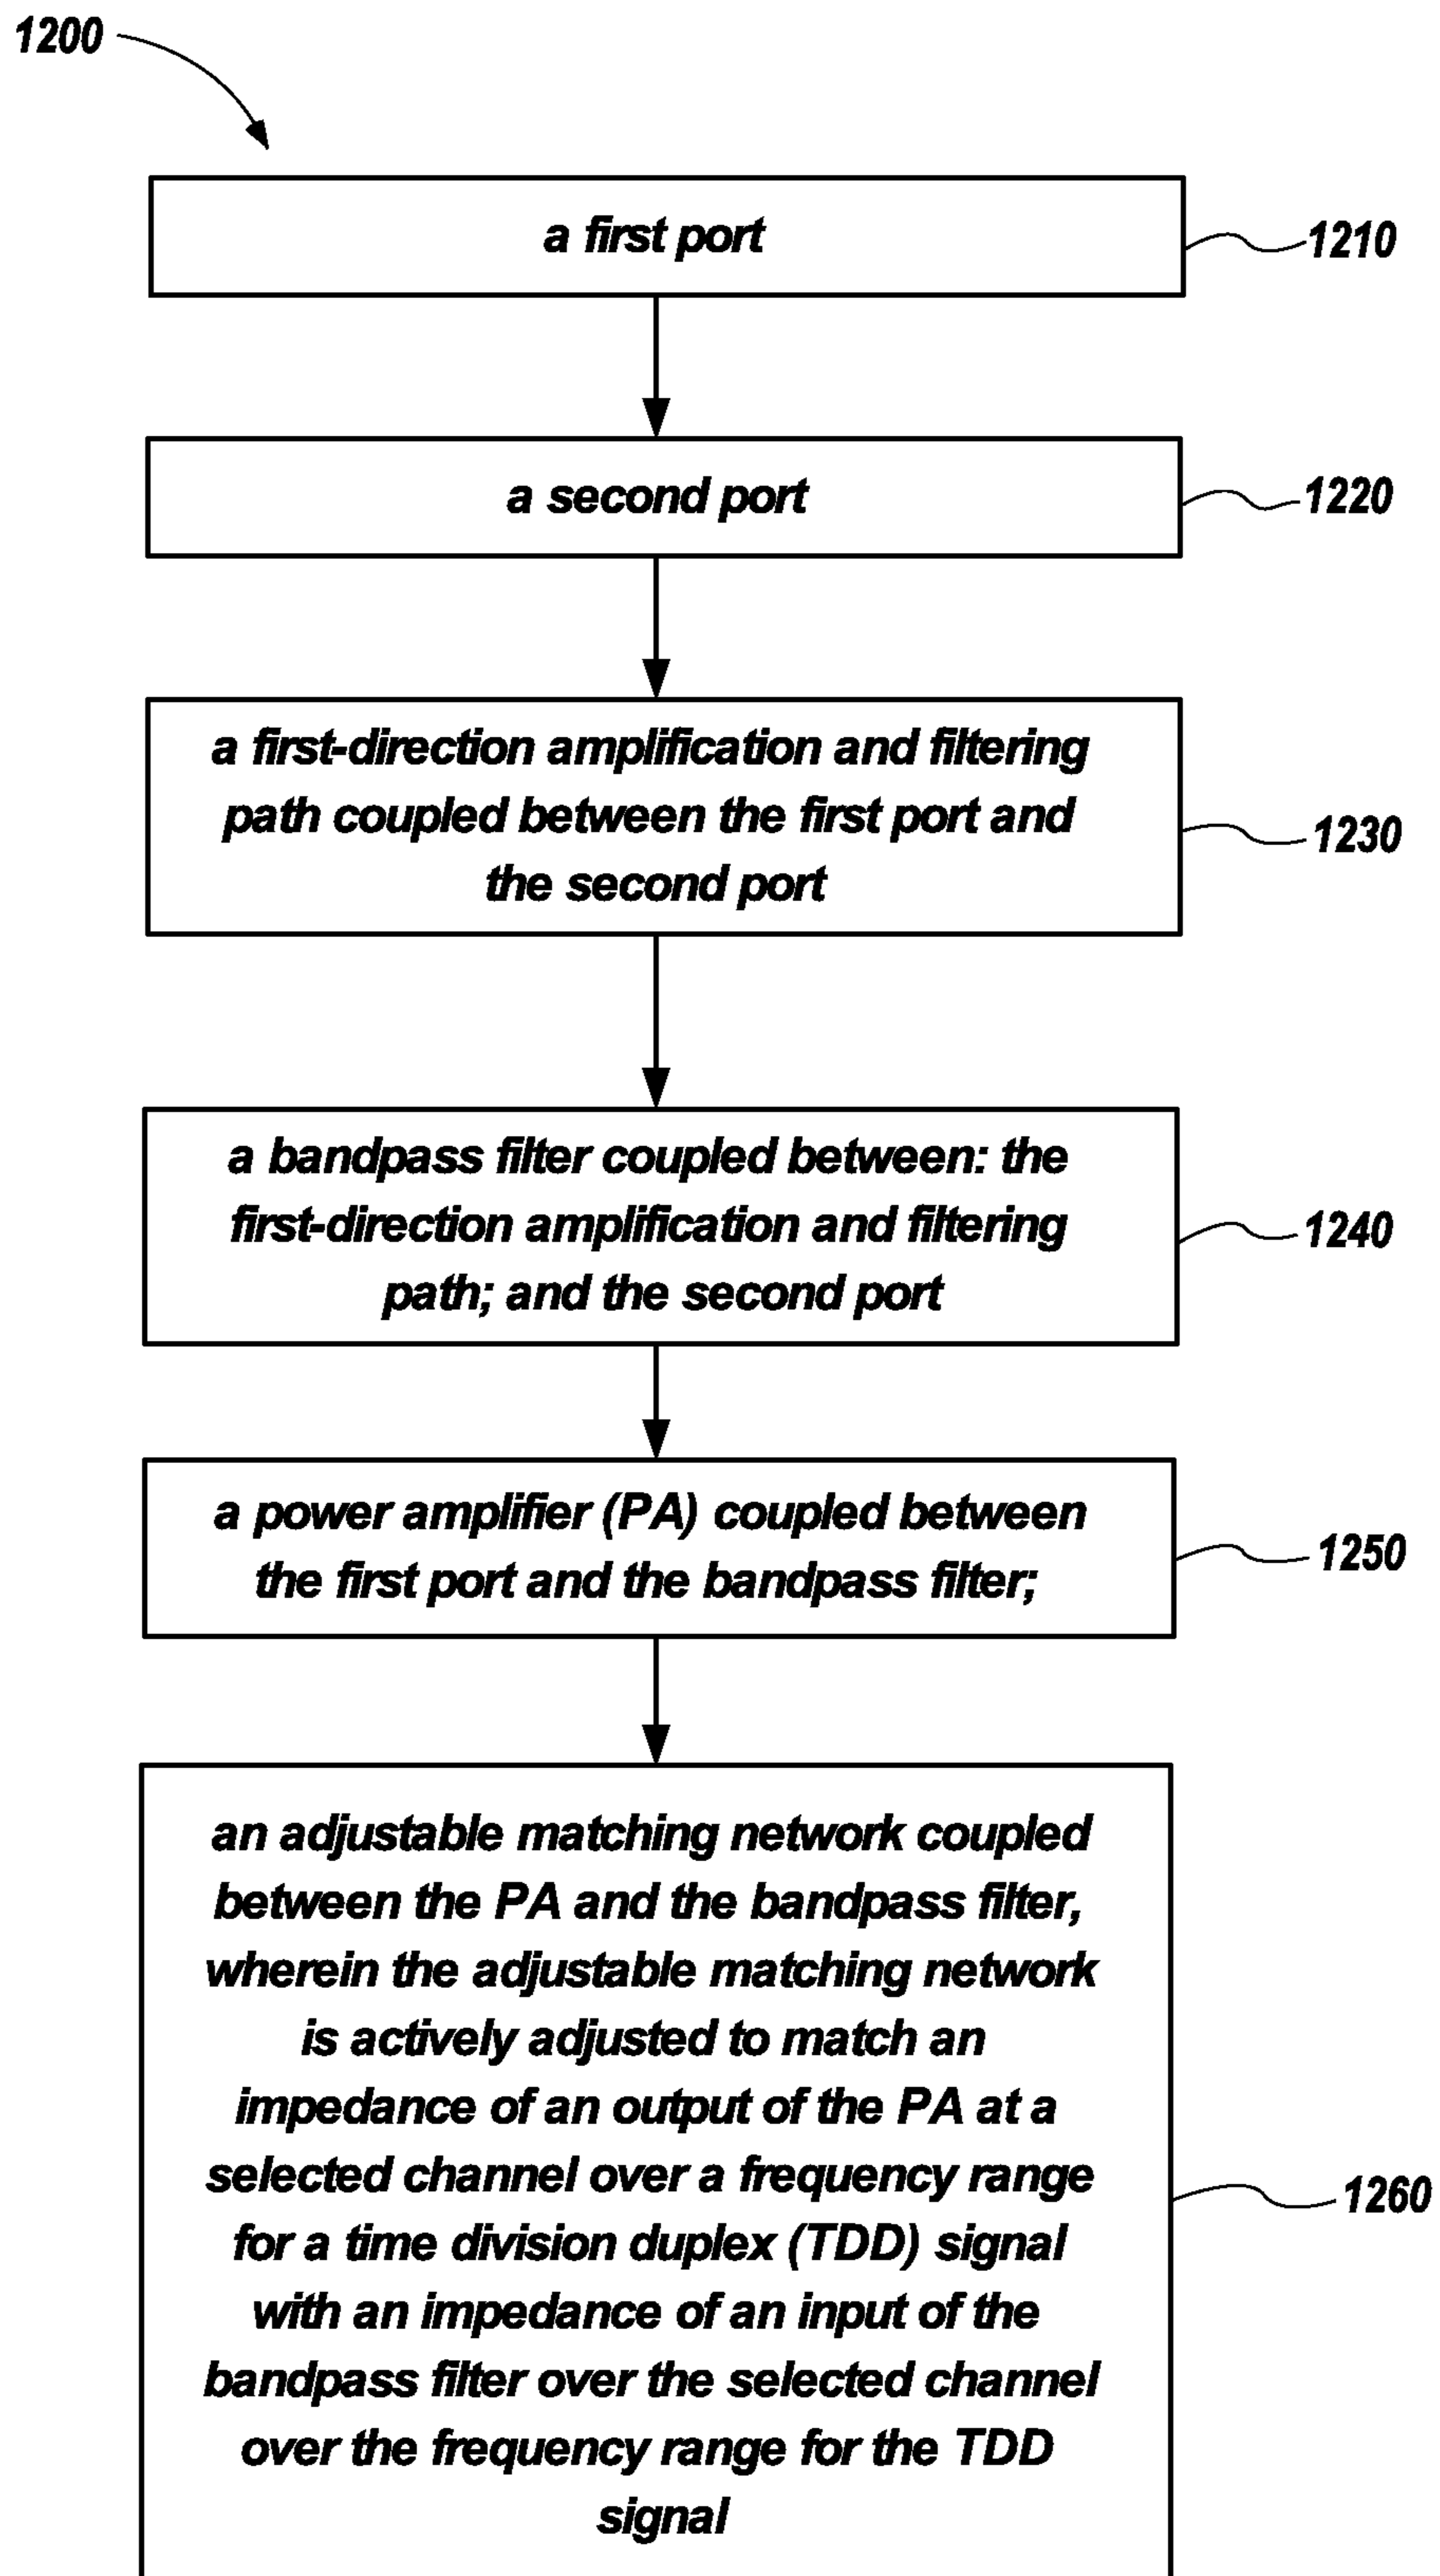 1200
a first port
1210
a second port
1220
a first-direction amplification and filtering
path coupled between the first port and
the second port
1230
a bandpass filter coupled between: the
first-direction amplification and filtering
path; and the second port
1240
a power amplifier (PA) coupled between
the first port and the bandpass filter;
1250
an adjustable matching network coupled
between the PA and the bandpass filter,
wherein the adjustable matching network
is actively adjusted to match an
impedance of an output of the PA at a
selected channel over a frequency range
for a time division duplex (TDD) signal
with an impedance of an input of the
bandpass filter over the selected channel
over the frequency range for the TDD
signal
1260